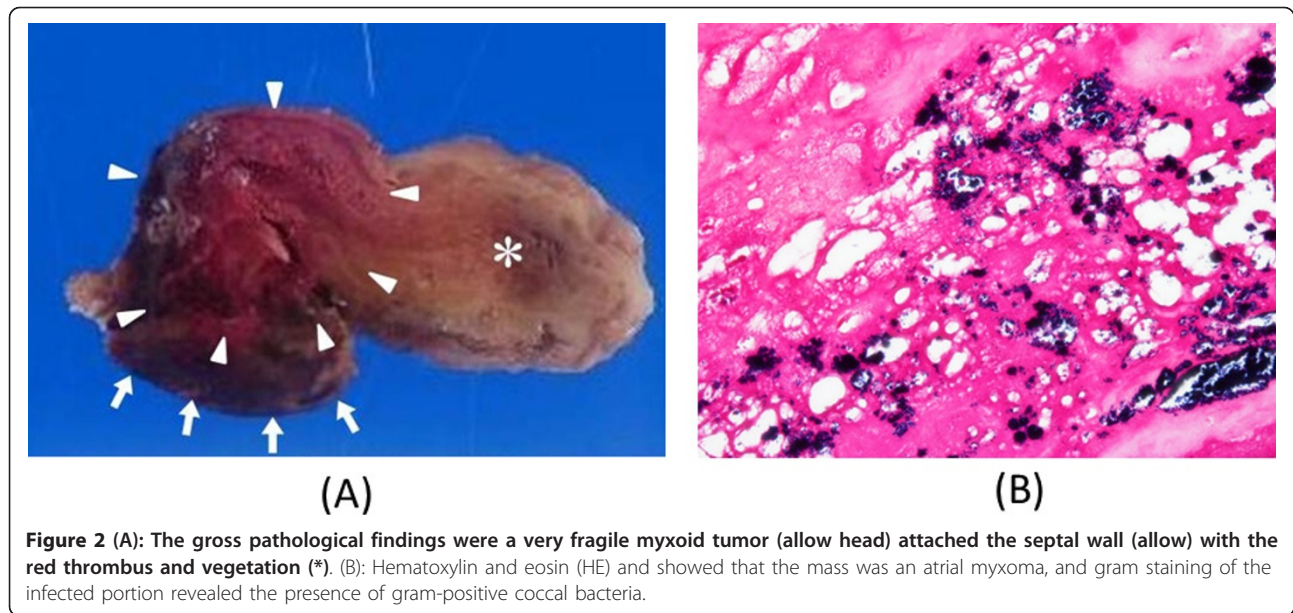 *
(A)
(B)
Figure 2 (A): The gross pathological findings were a very fragile myxoid tumor (allow head) attached the septal wall (allow) with the
red thrombus and vegetation (*). (B): Hematoxylin and eosin (HE) and showed that the mass was an atrial myxoma, and gram staining of the
infected portion revealed the presence of gram-positive coccal bacteria.